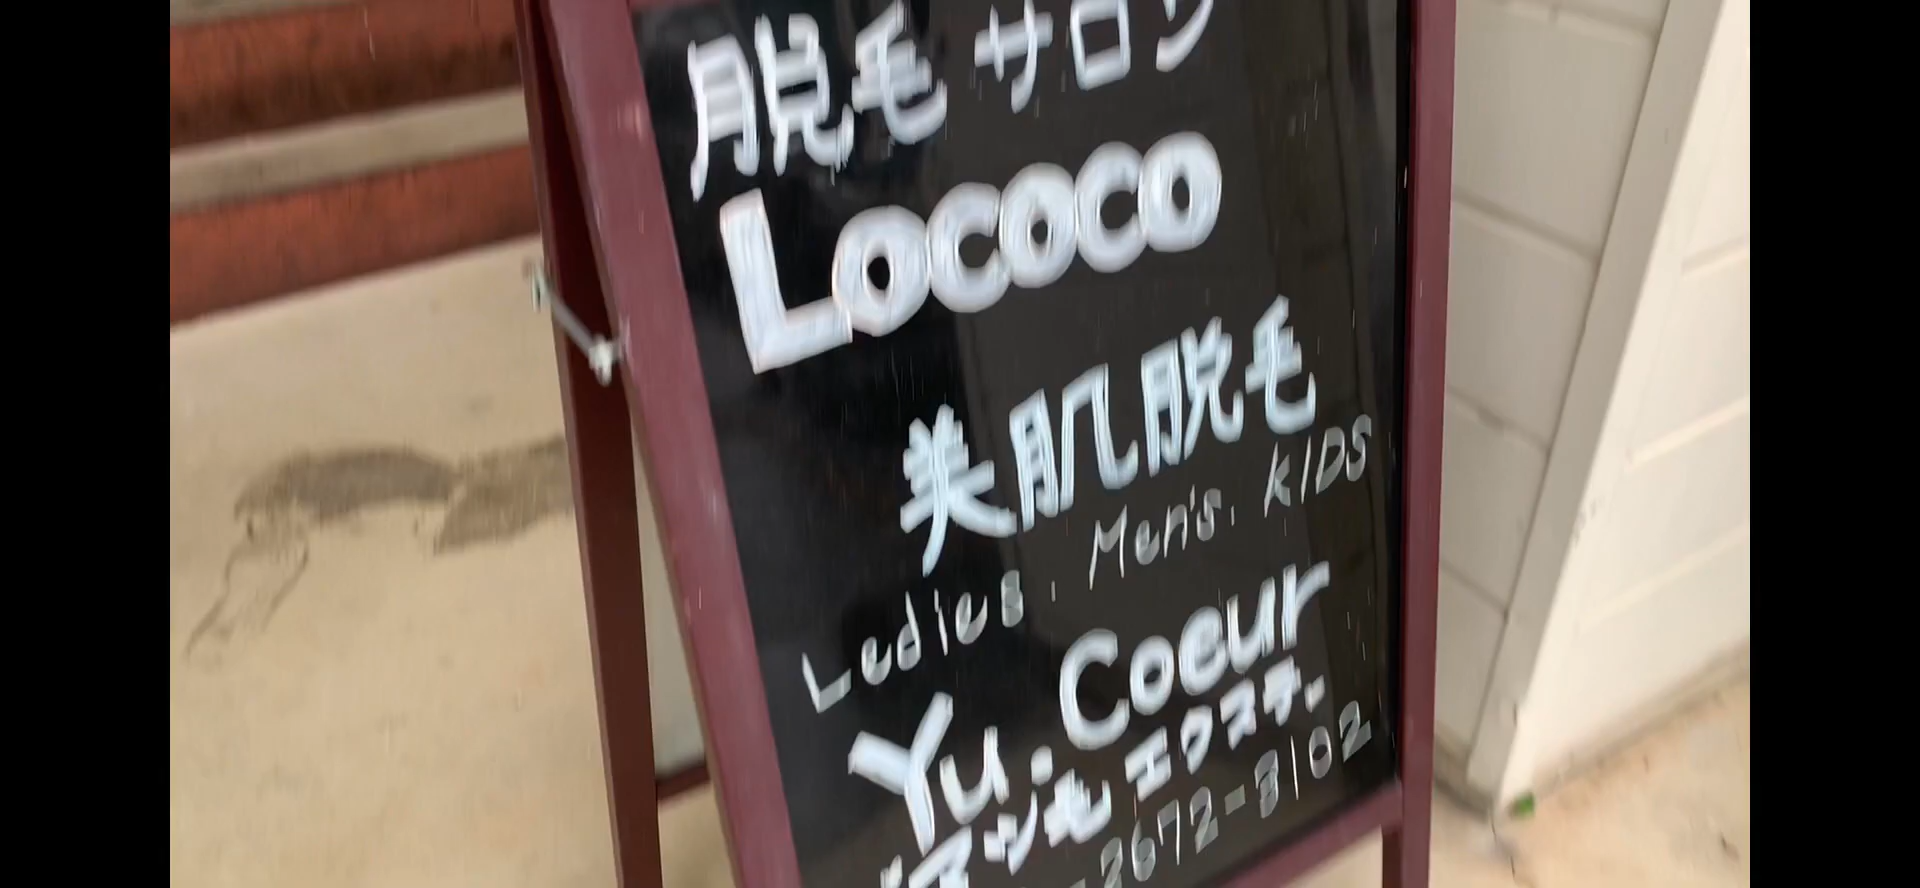 脱毛サロン
Lococo
美肌脱毛
Ledies. Men's. KIDS
Yu. Coeur
マツ毛エクステ.
-2672-3102